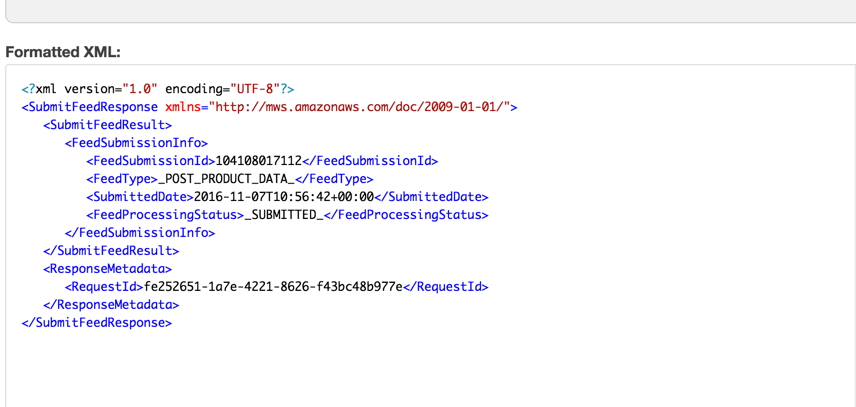 Formatted XML:
<?xml version="1.0" encoding="UTF-8"?>
<SubmitFeedResponse xmlns="http://mws.amazonaws.com/doc/2009-01-01/">
<SubmitFeedResult>
<FeedSubmissionInfo>
<FeedSubmissionId>104108017112</FeedSubmissionId>
<FeedType>_POST_PRODUCT_DATA_</FeedType>
<SubmittedDate>2016-11-07T10:56:42+00:00</SubmittedDate>
<FeedProcessingStatus>_SUBMITTED_</FeedProcessingStatus>
</FeedSubmissionInfo>
</SubmitFeedResult>
<ResponseMetadata>
<RequestId>fe252651-1a7e-4221-8626-f43bc48b977e</RequestId>
</ResponseMetadata>
</SubmitFeedResponse>